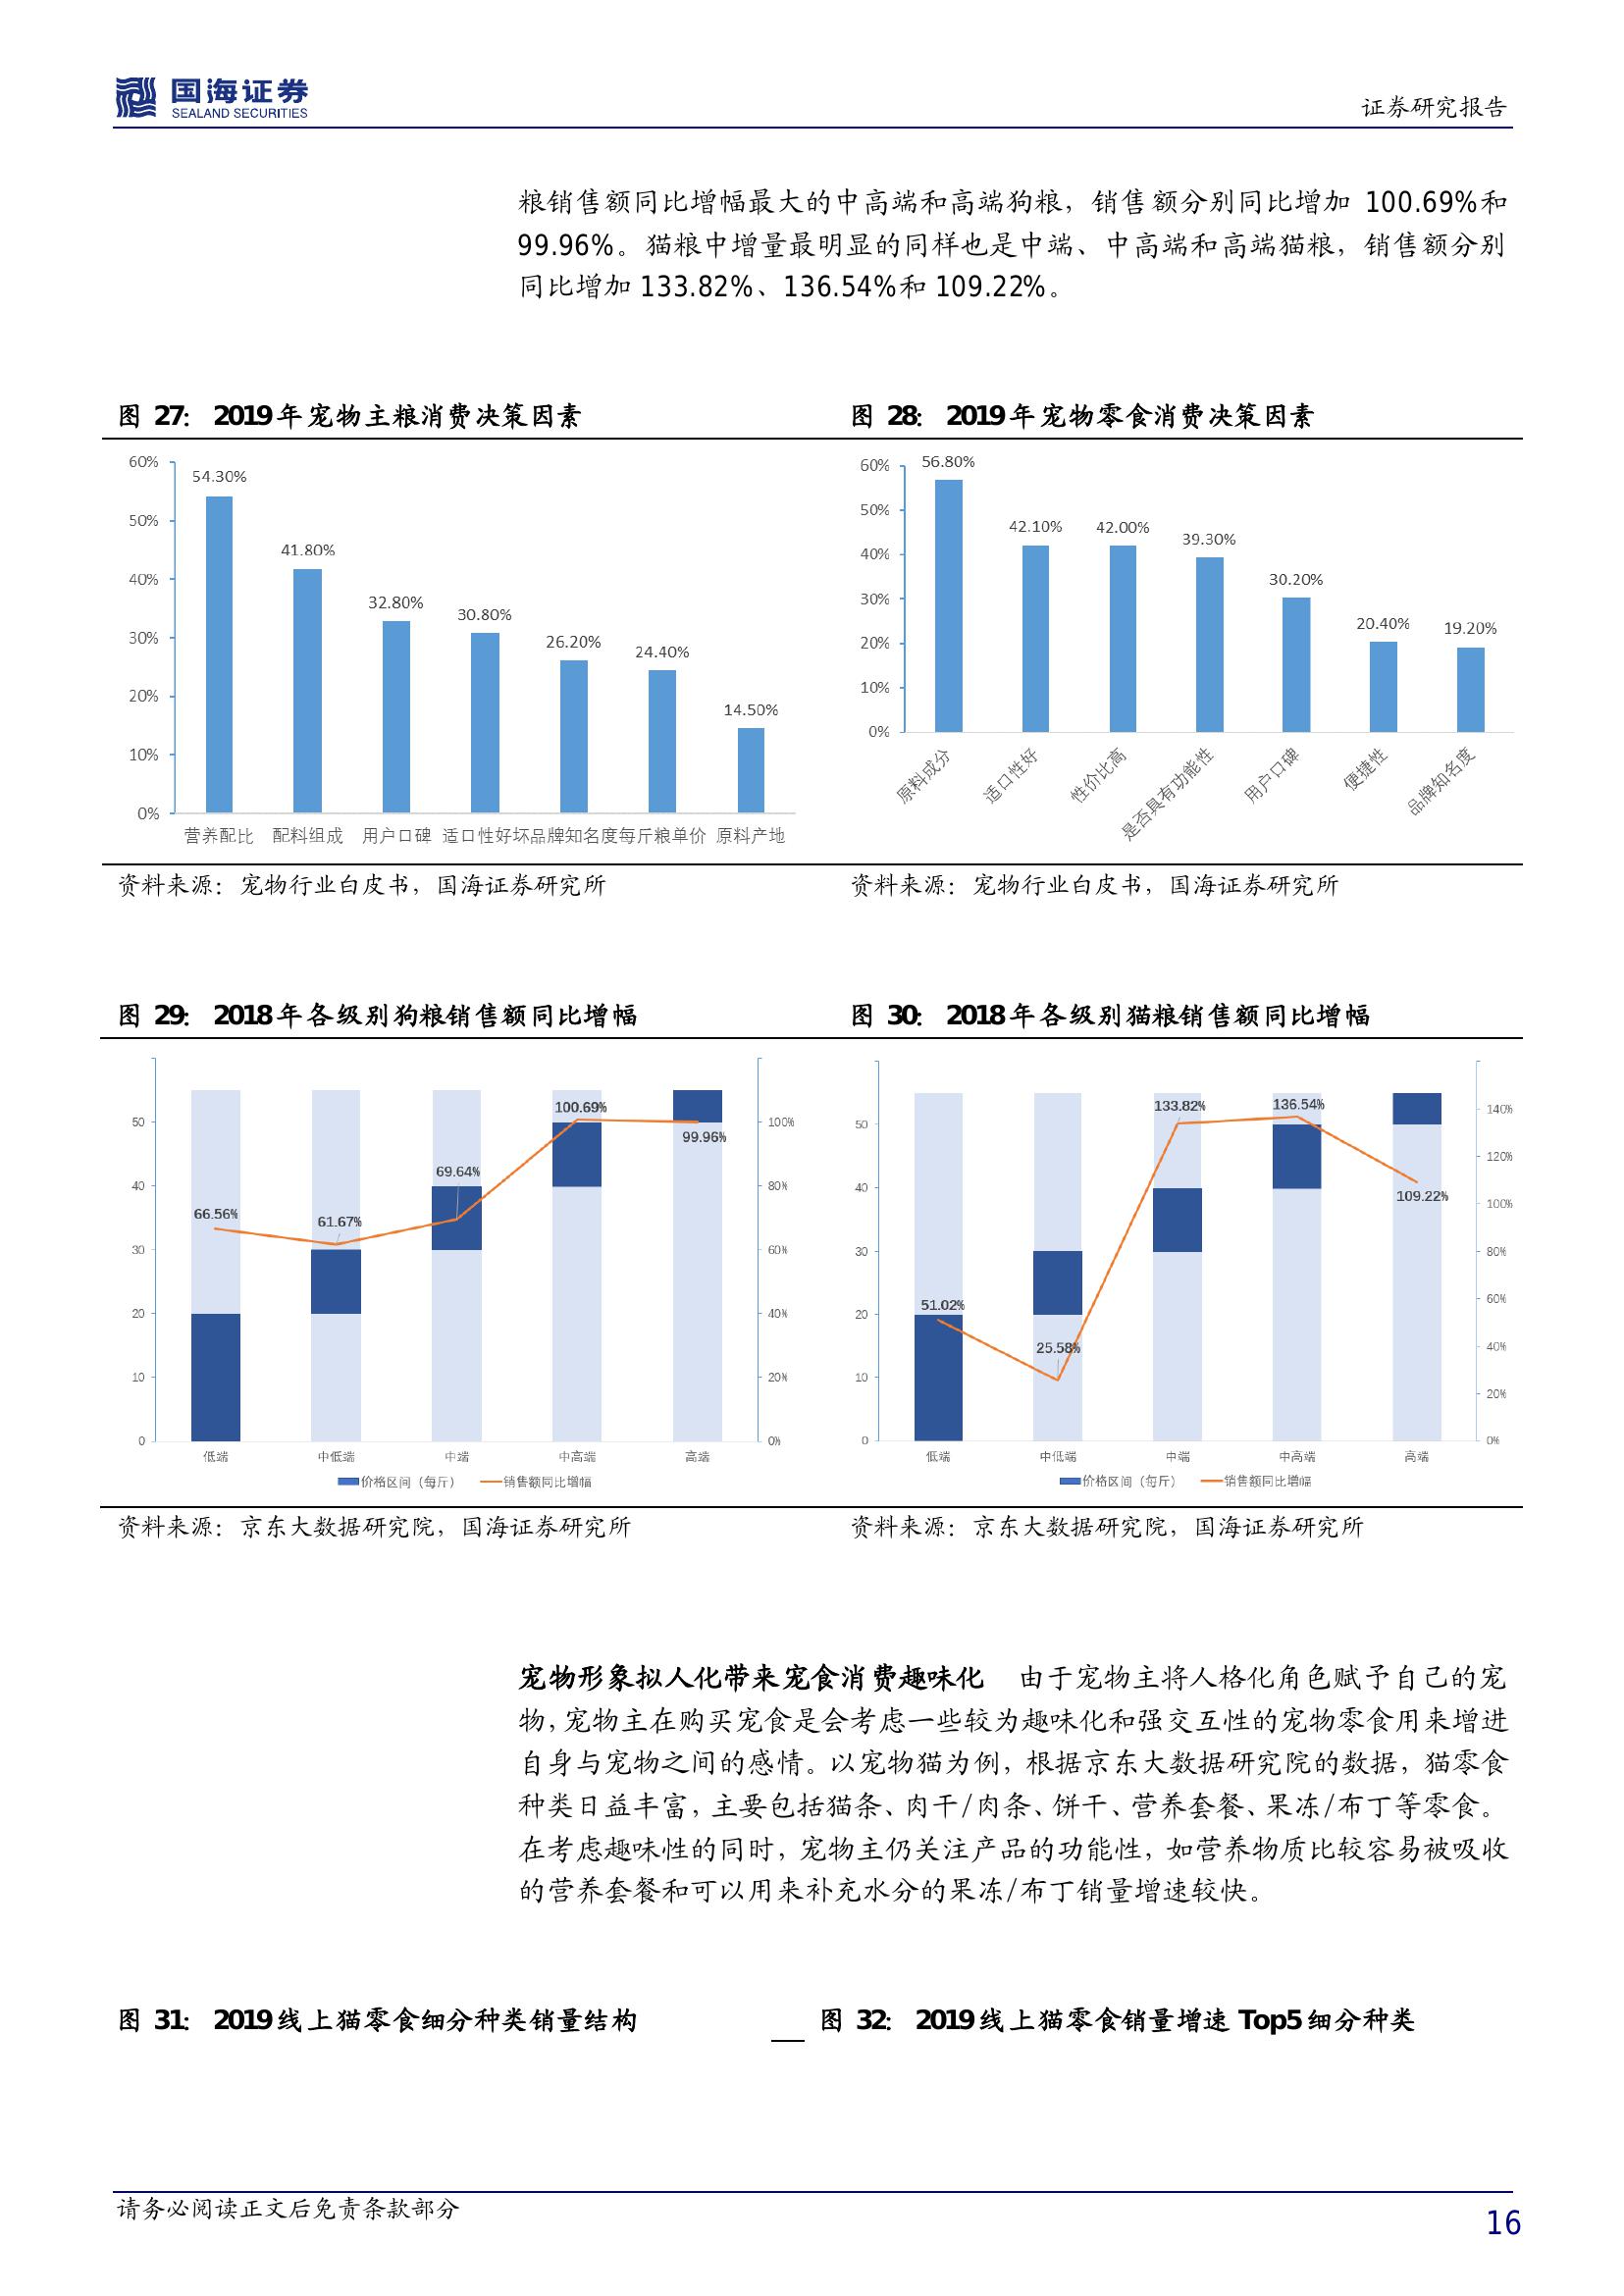 国海证券
SEALAND SECURITIES
证券研究报告
粮销售额同比增幅最大的中高端和高端狗粮，销售额分别同比增加 100.69%和
99.96%。猫粮中增量最明显的同样也是中端、中高端和高端猫粮，销售额分别
同比增加 133.82%、136.54%和 109.22%。
图 27： 2019 年宠物主粮消费决策因素
60%
50%
40%
30%
20%
10%
0%
54.30%
41.80%
32.80%
30.80%
26.20%
24.40%
14.50%
营养配比 配料组成 用户口碑 适口性好坏 品牌知名度 每斤粮单价 原料产地
资料来源：宠物行业白皮书，国海证券研究所
图 28： 2019 年宠物零食消费决策因素
60%
50%
40%
30%
20%
10%
0%
56.80%
42.10%
42.00%
39.30%
30.20%
20.40%
19.20%
原料成分 适口性好 性价比高 是否具有功能性 用户口碑 便捷性 品牌知名度
资料来源：宠物行业白皮书，国海证券研究所
图 29： 2018 年各级别狗粮销售额同比增幅
50
40
30
20
10
0
66.56%
61.67%
69.64%
100.69%
99.96%
100%
80%
60%
40%
20%
0%
低端 中低端 中端 中高端 高端
价格区间（每斤） 销售额同比增幅
资料来源：京东大数据研究院，国海证券研究所
图 30： 2018 年各级别猫粮销售额同比增幅
50
40
30
20
10
0
51.02%
25.58%
133.82%
136.54%
109.22%
140%
120%
100%
80%
60%
40%
20%
0%
低端 中低端 中端 中高端 高端
价格区间（每斤） 销售额同比增幅
资料来源：京东大数据研究院，国海证券研究所
宠物形象拟人化带来宠食消费趣味化 由于宠物主将人格化角色赋予自己的宠
物，宠物主在购买宠食是会考虑一些较为趣味化和强交互性的宠物零食用来增进
自身与宠物之间的感情。以宠物猫为例，根据京东大数据研究院的数据，猫零食
种类日益丰富，主要包括猫条、肉干/肉条、饼干、营养套餐、果冻/布丁等零食。
在考虑趣味性的同时，宠物主仍关注产品的功能性，如营养物质比较容易被吸收
的营养套餐和可以用来补充水分的果冻/布丁销量增速较快。
图 31： 2019 线上猫零食细分种类销量结构
图 32： 2019 线上猫零食销量增速 Top5 细分种类
请务必阅读正文后免责条款部分
16